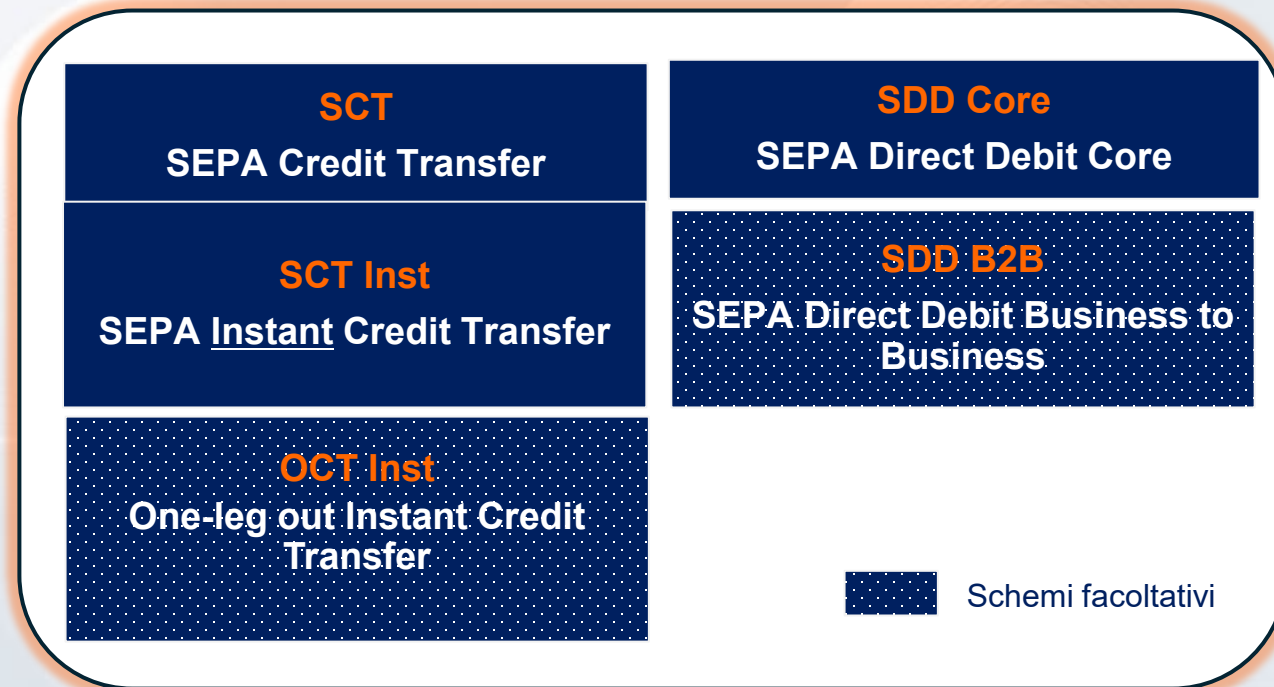 SCT
SEPA Credit Transfer
SCT Inst
SEPA Instant Credit Transfer
OCT Inst
One-leg out Instant Credit
Transfer
SDD Core
SEPA Direct Debit Core
SDD B2B
SEPA Direct Debit Business to
Business
Schemi facoltativi